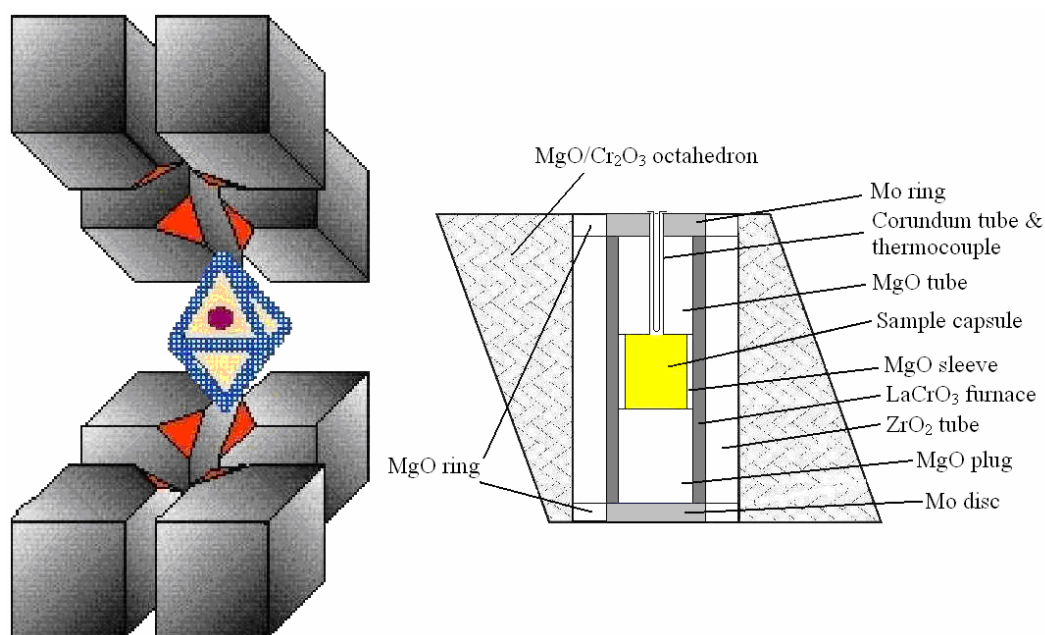 MgO/Cr₂O₃ octahedron
Mo ring
Corundum tube &
thermocouple
MgO tube
Sample capsule
MgO sleeve
LaCrO₃ furnace
ZrO₂ tube
MgO ring
MgO plug
Mo disc